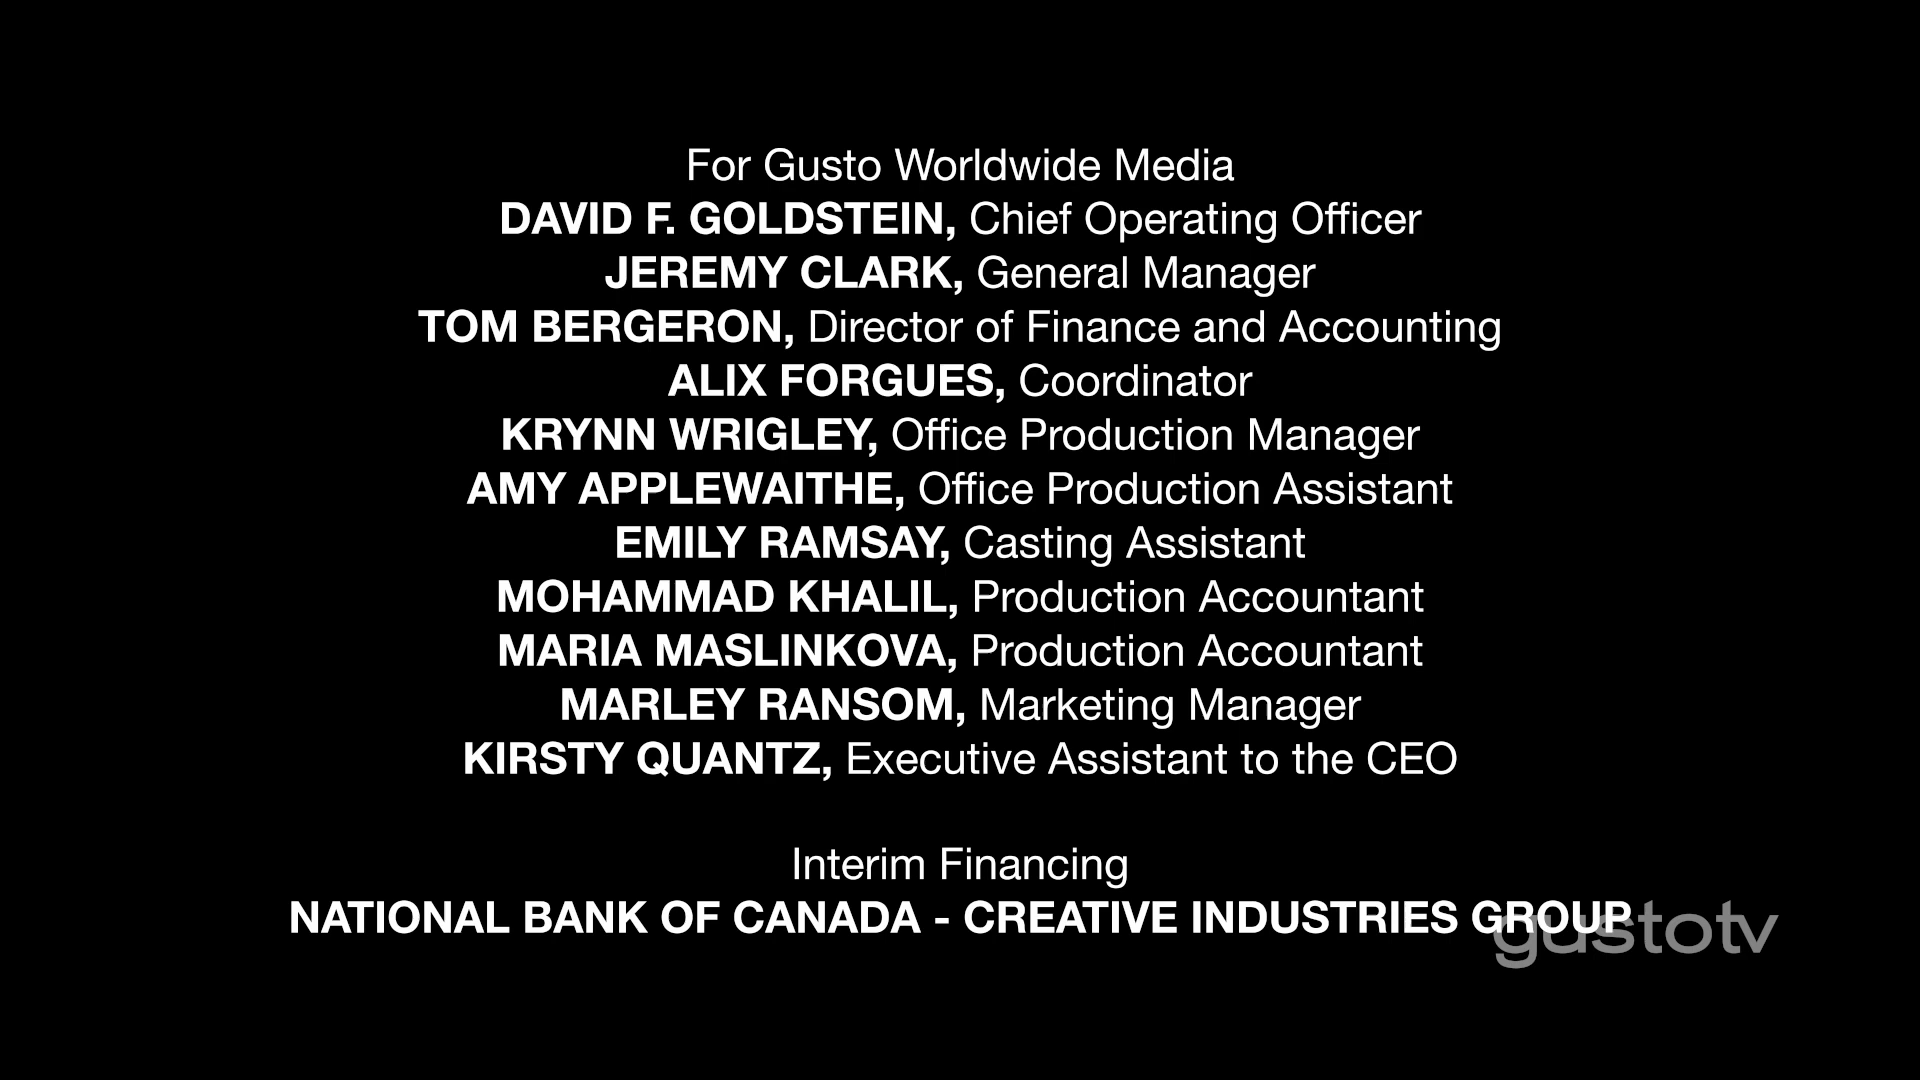 For Gusto Worldwide Media
DAVID F. GOLDSTEIN, Chief Operating Officer
JEREMY CLARK, General Manager
TOM BERGERON, Director of Finance and Accounting
ALIX FORGUES, Coordinator
KRYNN WRIGLEY, Office Production Manager
AMY APPLEWAITHE, Office Production Assistant
EMILY RAMSAY, Casting Assistant
MOHAMMAD KHALIL, Production Accountant
MARIA MASLINKOVA, Production Accountant
MARLEY RANSOM, Marketing Manager
KIRSTY QUANTZ, Executive Assistant to the CEO
Interim Financing
NATIONAL BANK OF CANADA - CREATIVE INDUSTRIES GROUP
gustotv